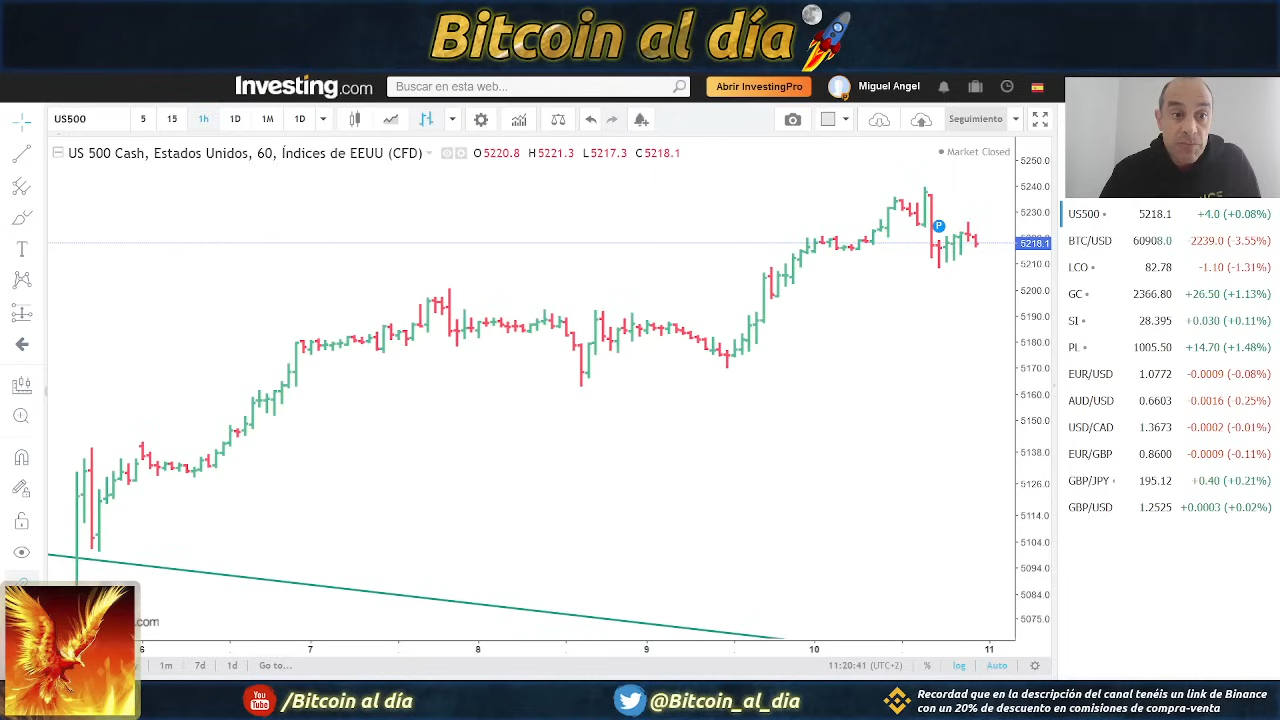 Bitcoin al día
Investing.com
Buscar en esta web...
Abrir InvestingPro
Miguel Angel
US500 5 15 1h 1D 1M 1D
Seguimiento
US 500 Cash, Estados Unidos, 60, Índices de EEUU (CFD) O5220.8 H5221.3 L5217.3 C5218.1
Market Closed
5250.0
5240.0
5230.0
5218.1
5210.0
5200.0
5190.0
5180.0
5170.0
5160.0
5150.0
5138.0
5126.0
5114.0
5104.0
5094.0
5084.0
5075.0
P
US500 5218.1 +4.0 (+0.08%)
BTC/USD 60908.0 -2239.0 (-3.55%)
LCO 82.78 -1.10 (-1.31%)
GC 2366.80 +26.50 (+1.13%)
SI 28.395 +0.030 (+0.11%)
PL 1005.50 +14.70 (+1.48%)
EUR/USD 1.0772 -0.0009 (-0.08%)
AUD/USD 0.6603 -0.0016 (-0.25%)
USD/CAD 1.3673 -0.0002 (-0.01%)
EUR/GBP 0.8600 -0.0009 (-0.11%)
GBP/JPY 195.12 +0.40 (+0.21%)
GBP/USD 1.2525 +0.0003 (+0.02%)
.com
6 7 8 9 10 11
1m 7d 1d Go to...
11:20:41 (UTC+2) % log Auto
You Tube /Bitcoin al día
@Bitcoin_al_dia
Recordad que en la descripción del canal tenéis un link de Binance
con un 20% de descuento en comisiones de compra-venta